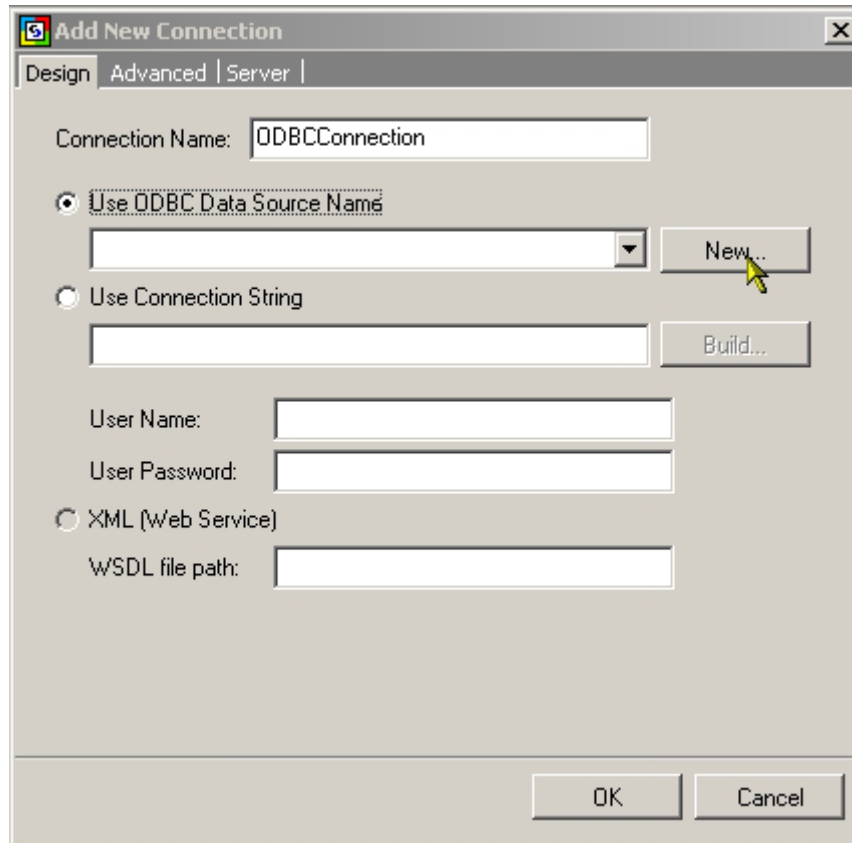 Add New Connection
Design Advanced Server
Connection Name: ODBCConnection
Use ODBC Data Source Name
New...
Use Connection String
Build...
User Name:
User Password:
XML (Web Service)
WSDL file path:
OK Cancel